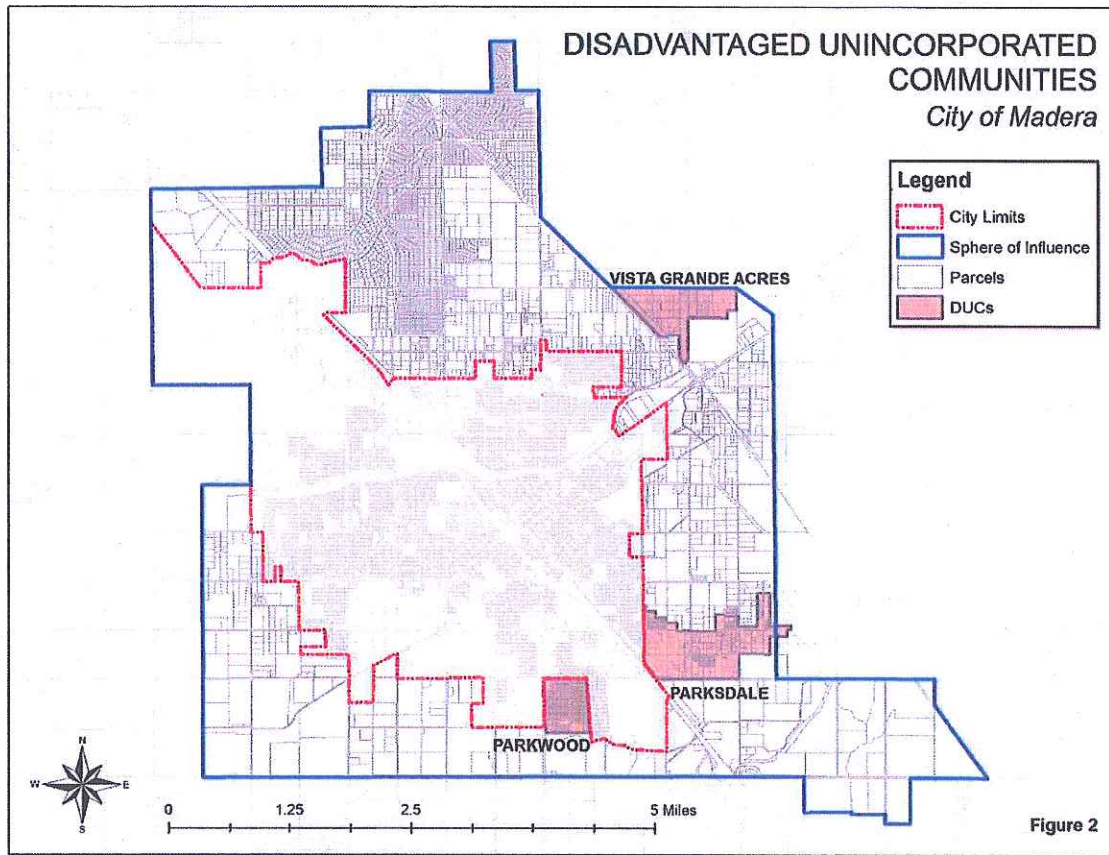 DISADVANTAGED UNINCORPORATED
COMMUNITIES
City of Madera
Legend
City Limits
Sphere of Influence
Parcels
DUCs
VISTA GRANDE ACRES
PARKSDALE
PARKWOOD
N
W
E
S
0 1.25 2.5 5 Miles
Figure 2